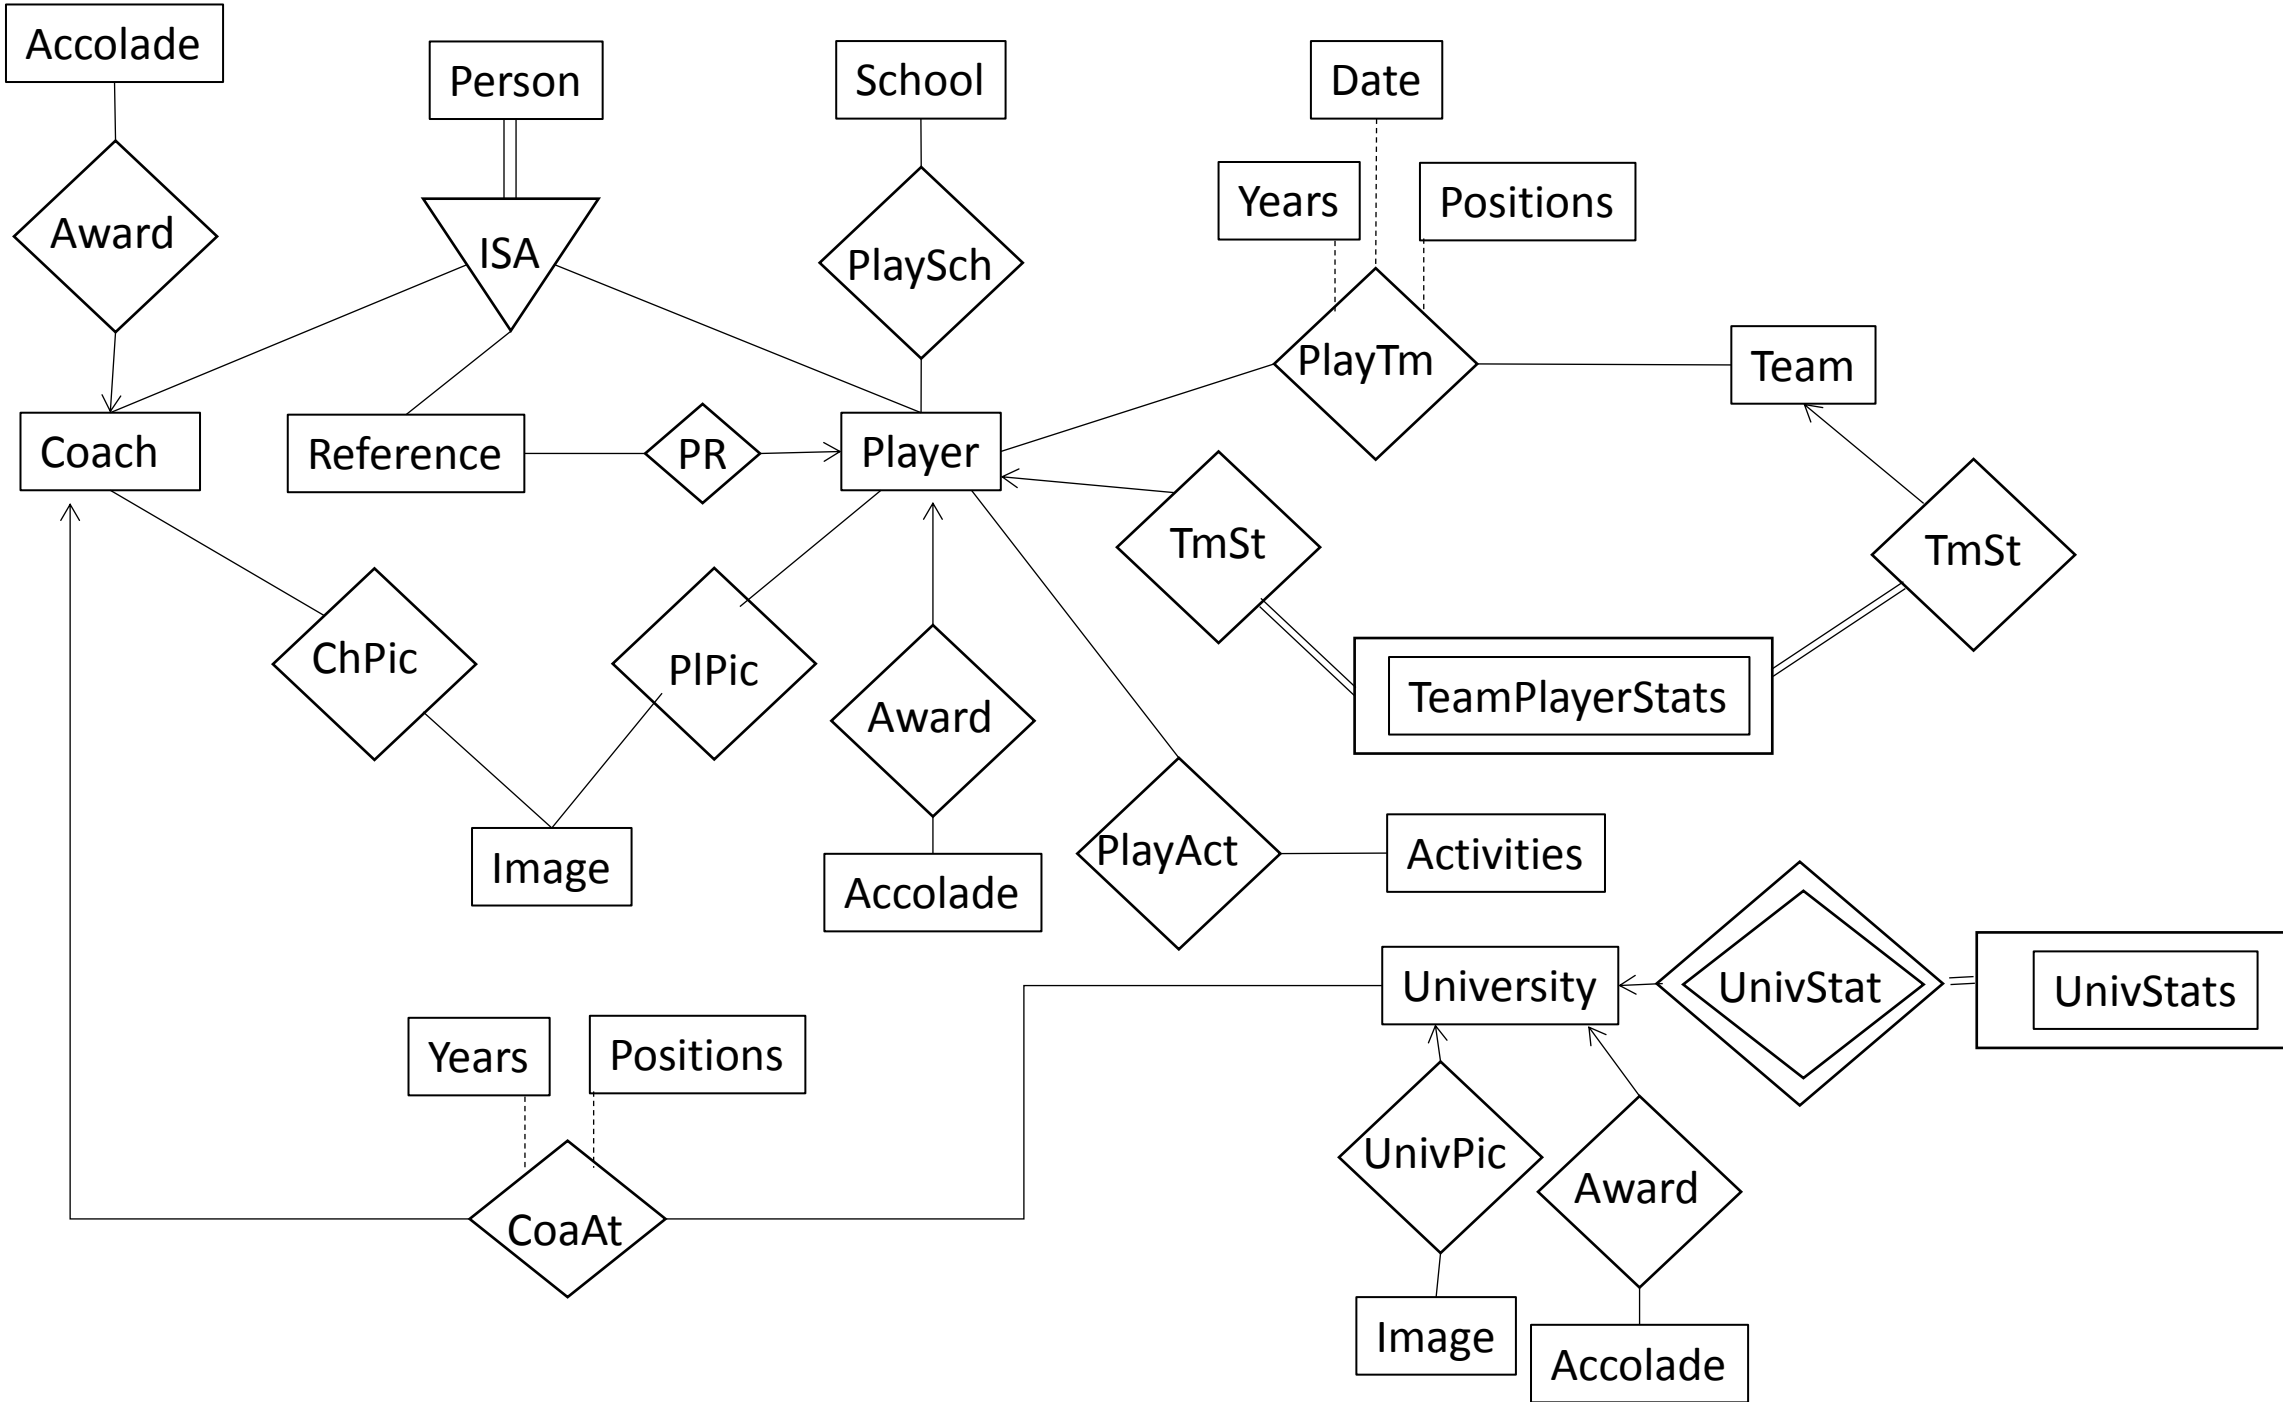 Accolade
Person
School
Date
Years
Positions
Award
ISA
PlaySch
PlayTm
Team
Coach
Reference
PR
Player
TmSt
TmSt
ChPic
PlPic
Award
TeamPlayerStats
Image
Accolade
PlayAct
Activities
University
UnivStat
UnivStats
Years
Positions
CoaAt
UnivPic
Award
Image
Accolade